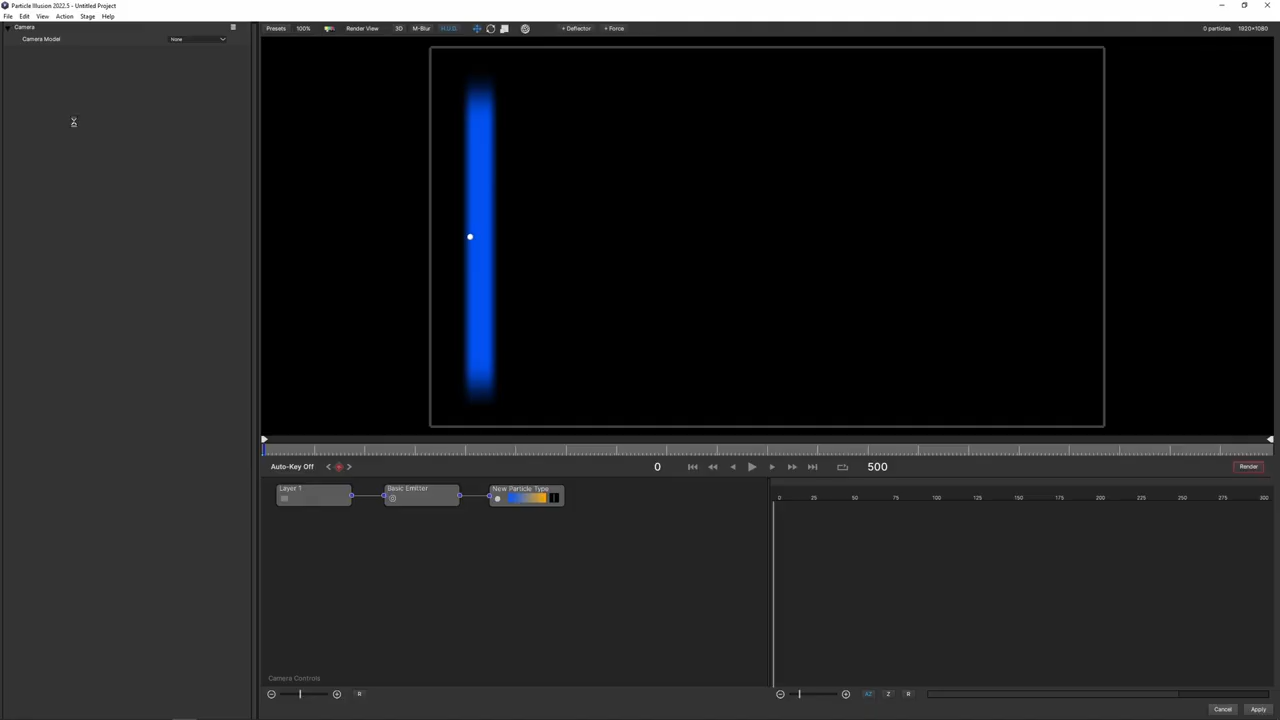 Particle Illusion 2022.5 - Untitled Project
File Edit View Action Stage Help
Camera
Camera Model None
Presets 100% Render View 3D M-Blur H.U.D. + Deflector + Force 0 particles 1920x1080
Auto-Key Off 0 500 Render
Layer 1 Basic Emitter New Particle Type
0 25 50 75 100 125 150 175 200 225 250 275 300
Camera Controls
R AZ Z R
Cancel Apply